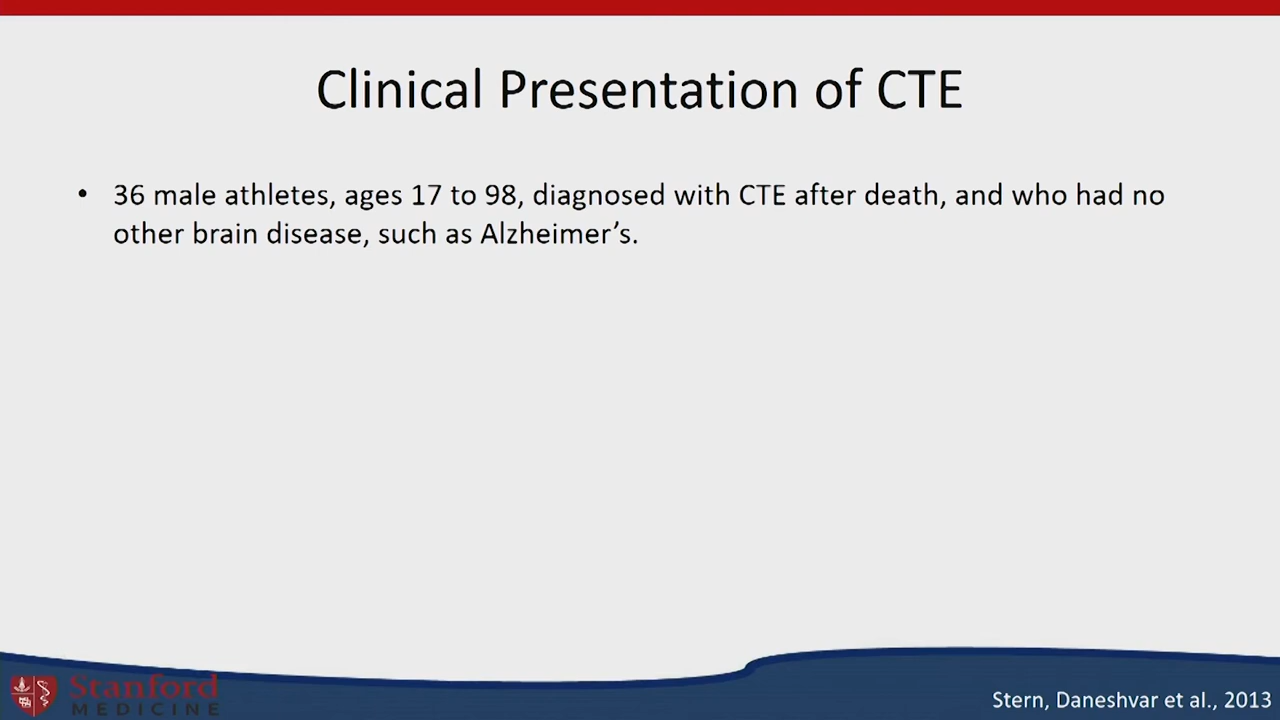 Clinical Presentation of CTE
• 36 male athletes, ages 17 to 98, diagnosed with CTE after death, and who had no
other brain disease, such as Alzheimer’s.
Stanford
MEDICINE
Stern, Daneshvar et al., 2013